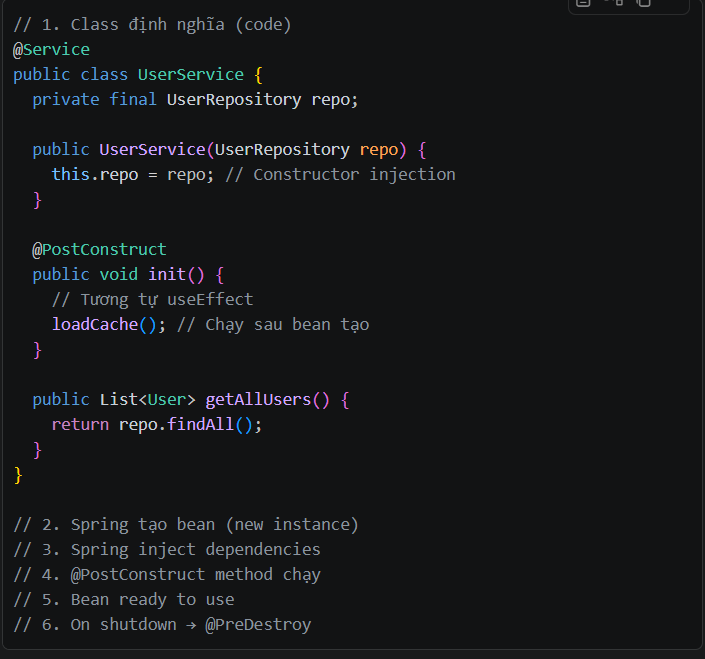 // 1. Class định nghĩa (code)
@Service
public class UserService {
  private final UserRepository repo;

  public UserService(UserRepository repo) {
    this.repo = repo; // Constructor injection
  }

  @PostConstruct
  public void init() {
    // Tương tự useEffect
    loadCache(); // Chạy sau bean tạo
  }

  public List<User> getAllUsers() {
    return repo.findAll();
  }
}

// 2. Spring tạo bean (new instance)
// 3. Spring inject dependencies
// 4. @PostConstruct method chạy
// 5. Bean ready to use
// 6. On shutdown → @PreDestroy